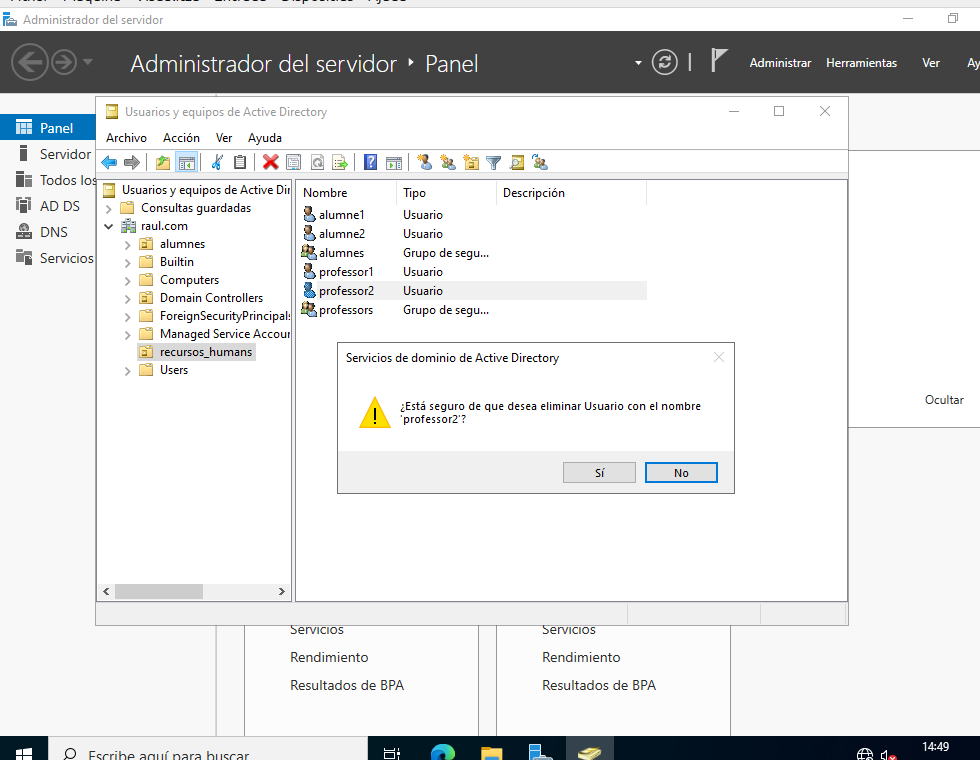 Administrador del servidor
Administrador del servidor ‣ Panel
Administrar Herramientas Ver Ay
Panel
Servidor
Todos los
AD DS
DNS
Servicios
Usuarios y equipos de Active Directory
Archivo Acción Ver Ayuda
Usuarios y equipos de Active Dir
Consultas guardadas
raul.com
alumnes
Builtin
Computers
Domain Controllers
ForeignSecurityPrincipals
Managed Service Accour
recursos_humans
Users
Nombre Tipo Descripción
alumne1 Usuario
alumne2 Usuario
alumnes Grupo de segu...
professor1 Usuario
professor2 Usuario
professors Grupo de segu...
Servicios de dominio de Active Directory
¿Está seguro de que desea eliminar Usuario con el nombre
'professor2'?
Sí No
Ocultar
Servicios
Rendimiento
Resultados de BPA
Servicios
Rendimiento
Resultados de BPA
Escribe aquí para buscar
14:49